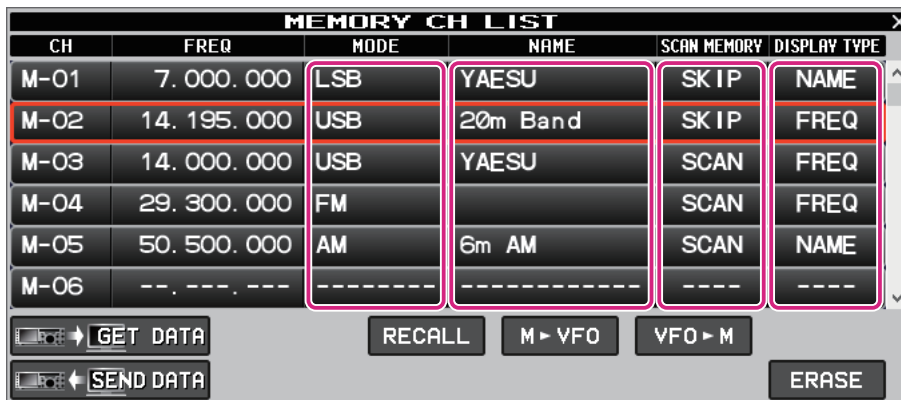 MEMORY CH LIST X
CH FREQ MODE NAME SCAN MEMORY DISPLAY TYPE
M-01 7.000.000 LSB YAESU SKIP NAME
M-02 14.195.000 USB 20m Band SKIP FREQ
M-03 14.000.000 USB YAESU SCAN FREQ
M-04 29.300.000 FM SCAN FREQ
M-05 50.500.000 AM 6m AM SCAN NAME
M-06 --.---.--- -------- ------------ ---- ----
GET DATA RECALL M►VFO VFO►M
SEND DATA ERASE